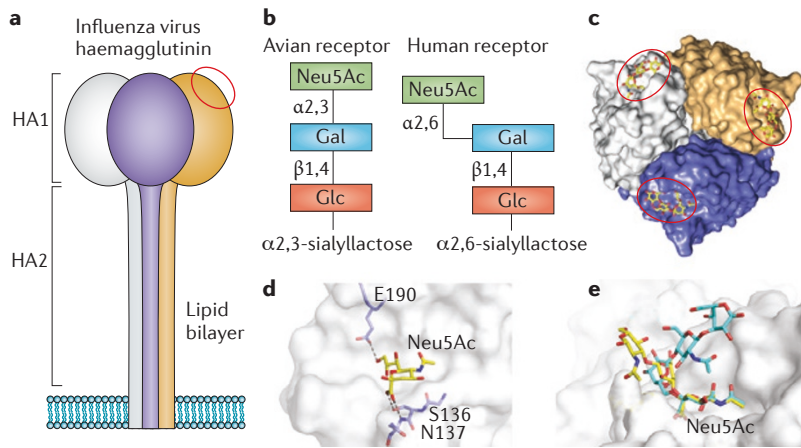 a
Influenza virus
haemagglutinin
HA1
HA2
Lipid
bilayer
b
Avian receptor
Neu5Ac
α2,3
Gal
β1,4
Glc
α2,3-sialyllactose
Human receptor
Neu5Ac
α2,6
Gal
β1,4
Glc
α2,6-sialyllactose
c
d
E190
Neu5Ac
S136
N137
e
Neu5Ac